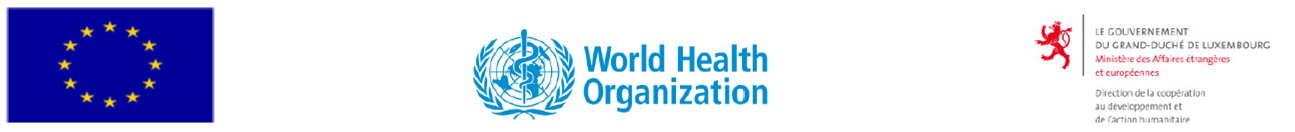 World Health
Organization
LE GOUVERNEMENT
DU GRAND-DUCHÉ DE LUXEMBOURG
Ministère des Affaires étrangères
et européennes
Direction de la coopération
au développement et
de l'action humanitaire